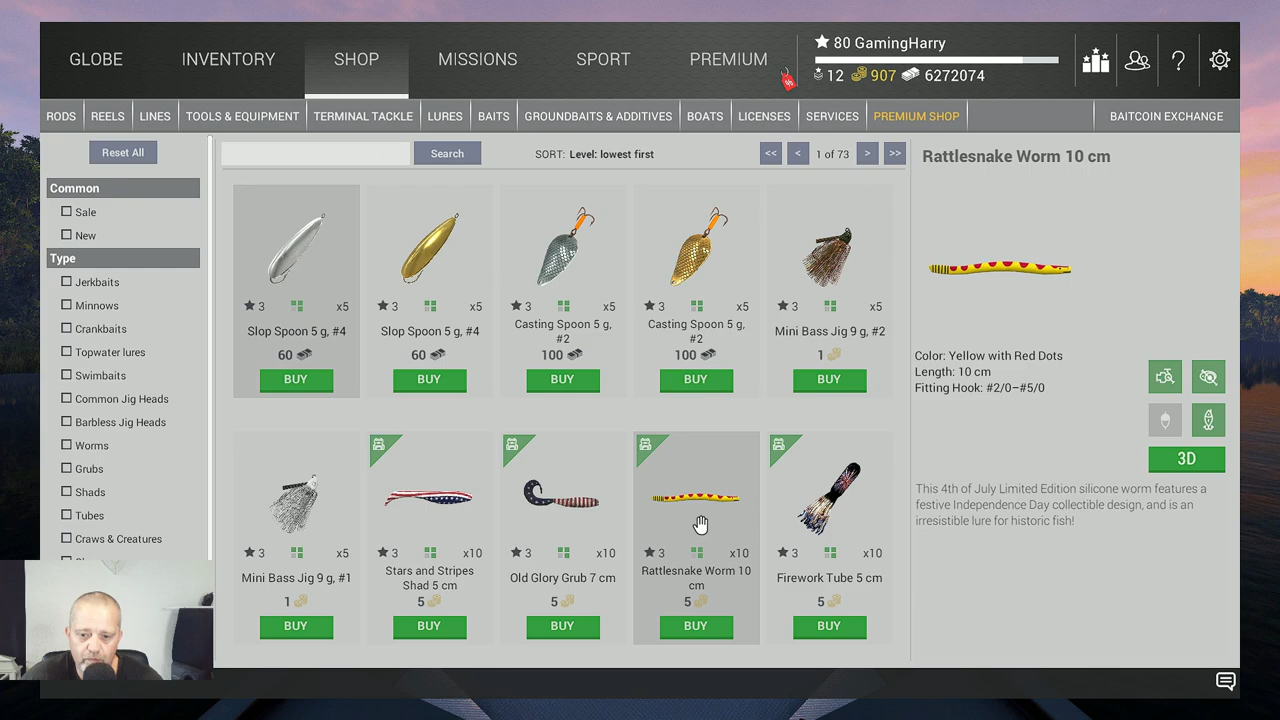 GLOBE INVENTORY SHOP MISSIONS SPORT PREMIUM
80 GamingHarry
12 907 6272074
RODS REELS LINES TOOLS & EQUIPMENT TERMINAL TACKLE LURES BAITS GROUNDBAITS & ADDITIVES BOATS LICENSES SERVICES PREMIUM SHOP BAITCOIN EXCHANGE
Reset All
Common
Sale
New
Type
Jerkbaits
Minnows
Crankbaits
Topwater lures
Swimbaits
Common Jig Heads
Barbless Jig Heads
Worms
Grubs
Shads
Tubes
Craws & Creatures
Search SORT: Level: lowest first << < 1 of 73 > >>
3 x5
Slop Spoon 5 g, #4
60
BUY
3 x5
Slop Spoon 5 g, #4
60
BUY
3 x5
Casting Spoon 5 g,
#2
100
BUY
3 x5
Casting Spoon 5 g,
#2
100
BUY
3 x5
Mini Bass Jig 9 g, #2
1
BUY
3 x5
Mini Bass Jig 9 g, #1
1
BUY
3 x10
Stars and Stripes
Shad 5 cm
5
BUY
3 x10
Old Glory Grub 7 cm
5
BUY
3 x10
Rattlesnake Worm 10
cm
5
BUY
3 x10
Firework Tube 5 cm
5
BUY
Rattlesnake Worm 10 cm
Color: Yellow with Red Dots
Length: 10 cm
Fitting Hook: #2/0–#5/0
3D
This 4th of July Limited Edition silicone worm features a
festive Independence Day collectible design, and is an
irresistible lure for historic fish!